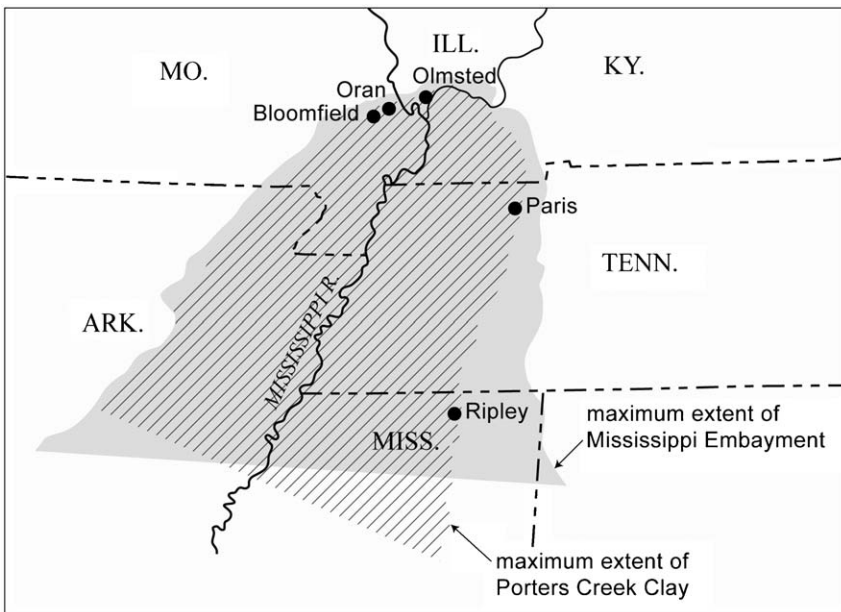 ILL.
MO.
KY.
Oran
Olmsted
Bloomfield
Paris
TENN.
MISSISSIPPI R.
ARK.
Ripley
maximum extent of
Mississippi Embayment
MISS.
maximum extent of
Porters Creek Clay